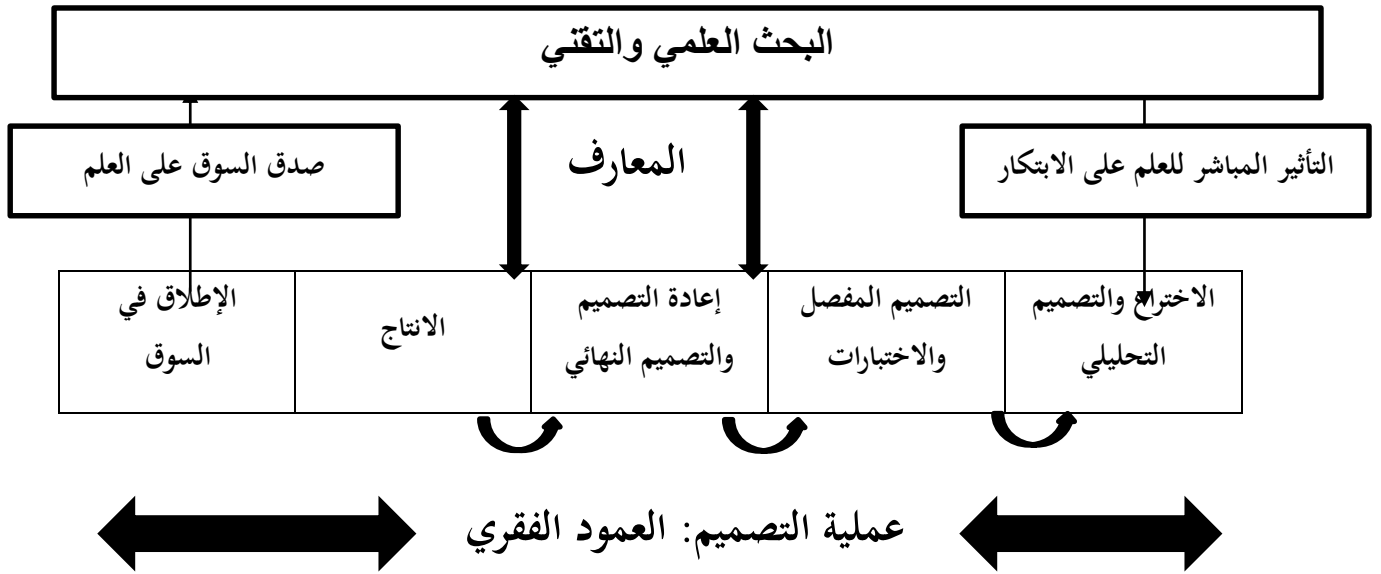 البحث العلمي والتقني
التأثير المباشر للعلم على الابتكار
المعارف
صدق السوق على العلم
الاختراع والتصميم
التحليلي
التصميم المفصل
والاختبارات
إعادة التصميم
والتصميم النهائي
الانتاج
الإطلاق في
السوق
عملية التصميم: العمود الفقري